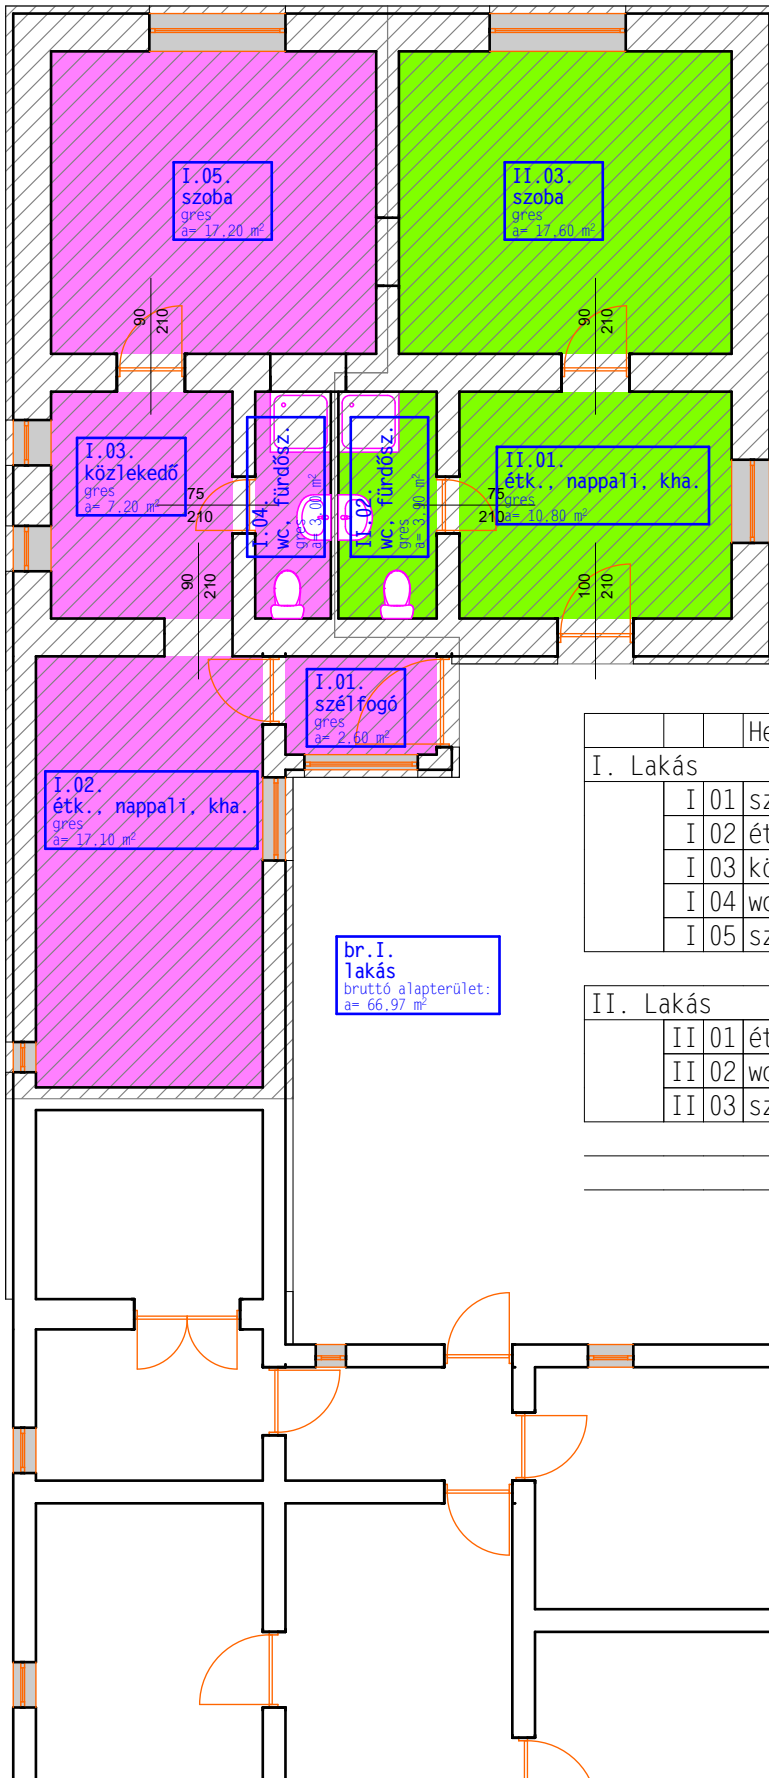 I.05.
szoba
gres
a= 17.20 m²
II.03.
szoba
gres
a= 17.60 m²
90
210
90
210
I.03.
közlekedő
gres
a= 7.20 m²
75
210
I.04.
wc, fürdősz.
gres
a= 3.00 m²
II.02.
wc, fürdősz.
gres
a= 3.90 m²
75
210
II.01.
étk., nappali, kha.
gres
a= 10.80 m²
90
210
100
210
I.01.
szélfogó
gres
a= 2.60 m²
I.02.
étk., nappali, kha.
gres
a= 17.10 m²
br.I.
lakás
bruttó alapterület:
a= 66.97 m²
He
I. Lakás
I 01 sz
I 02 ét
I 03 kö
I 04 wc
I 05 sz
II. Lakás
II 01 ét
II 02 wc
II 03 sz